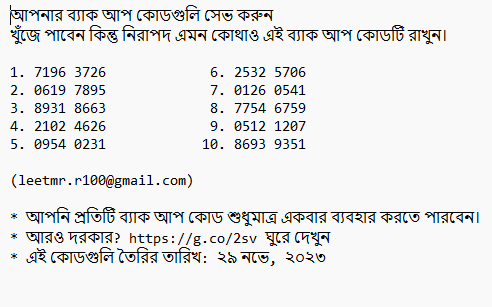 আপনার ব্যাক আপ কোডগুলি সেভ করুন
খুঁজে পাবেন কিন্তু নিরাপদ এমন কোথাও এই ব্যাক আপ কোডটি রাখুন।
1. 7196 3726 6. 2532 5706
2. 0619 7895 7. 0126 0541
3. 8931 8663 8. 7754 6759
4. 2102 4626 9. 0512 1207
5. 0954 0231 10. 8693 9351
(leetmr.r100@gmail.com)
* আপনি প্রতিটি ব্যাক আপ কোড শুধুমাত্র একবার ব্যবহার করতে পারবেন।
* আরও দরকার? https://g.co/2sv ঘুরে দেখুন
* এই কোডগুলি তৈরির তারিখ: ২৯ নভে, ২০২৩